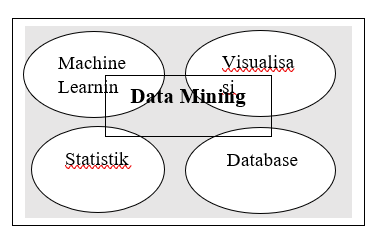 Machine
Learnin
Visualisa
si
Data Mining
Statistik
Database